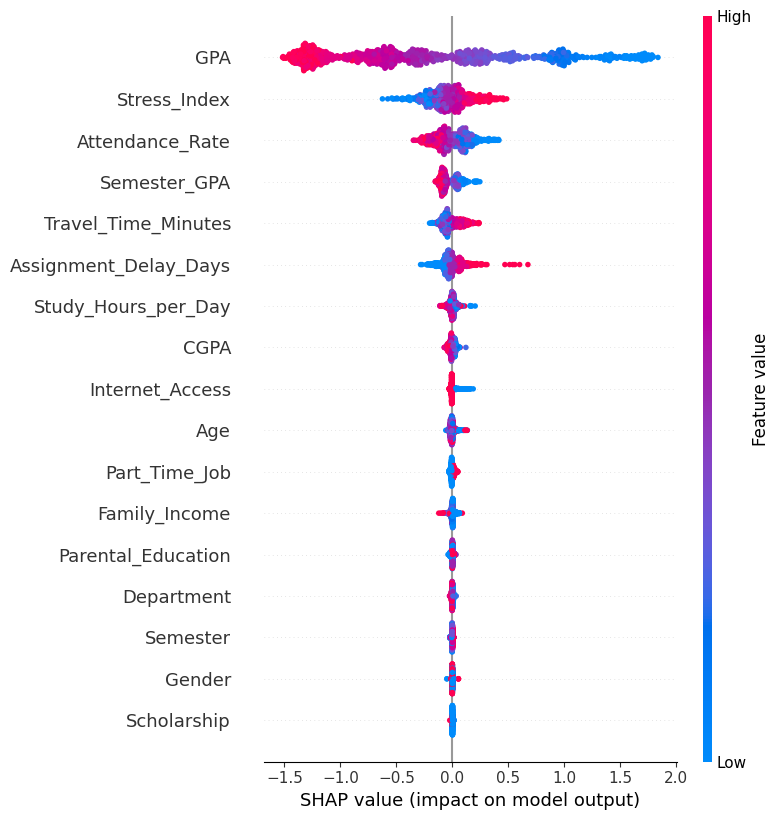 High
GPA
Stress_Index
Attendance_Rate
Semester_GPA
Travel_Time_Minutes
Assignment_Delay_Days
Study_Hours_per_Day
CGPA
Internet_Access
Age
Part_Time_Job
Family_Income
Parental_Education
Department
Semester
Gender
Scholarship
Feature value
Low
−1.5 −1.0 −0.5 0.0 0.5 1.0 1.5 2.0
SHAP value (impact on model output)